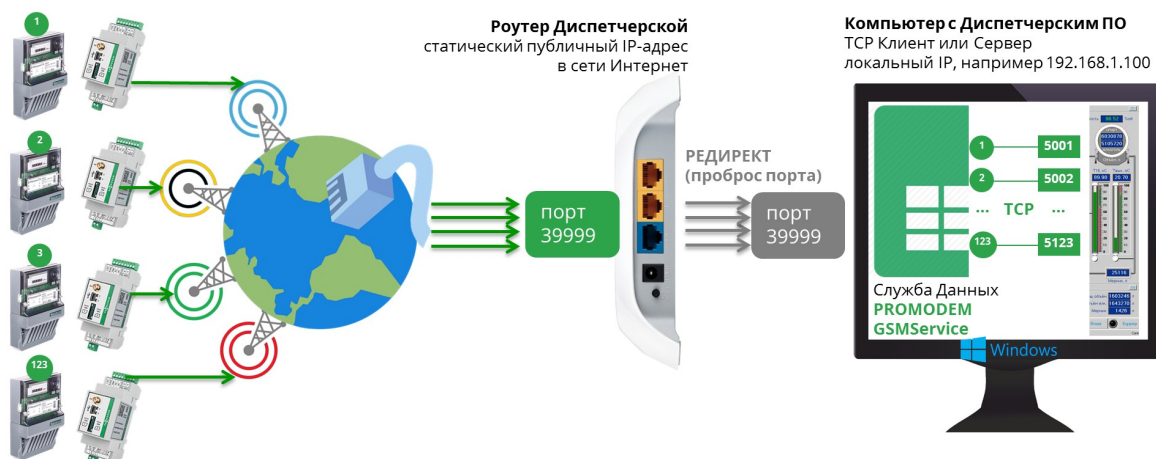 1
2
3
123
Роутер Диспетчерской
статический публичный IP-адрес
в сети Интернет
порт
39999
РЕДИРЕКТ
(проброс порта)
порт
39999
Компьютер с Диспетчерским ПО
TCP Клиент или Сервер
локальный IP, например 192.168.1.100
1 5001
2 5002
... TCP ...
123 5123
Служба Данных
PROMODEM
GSMService
Windows